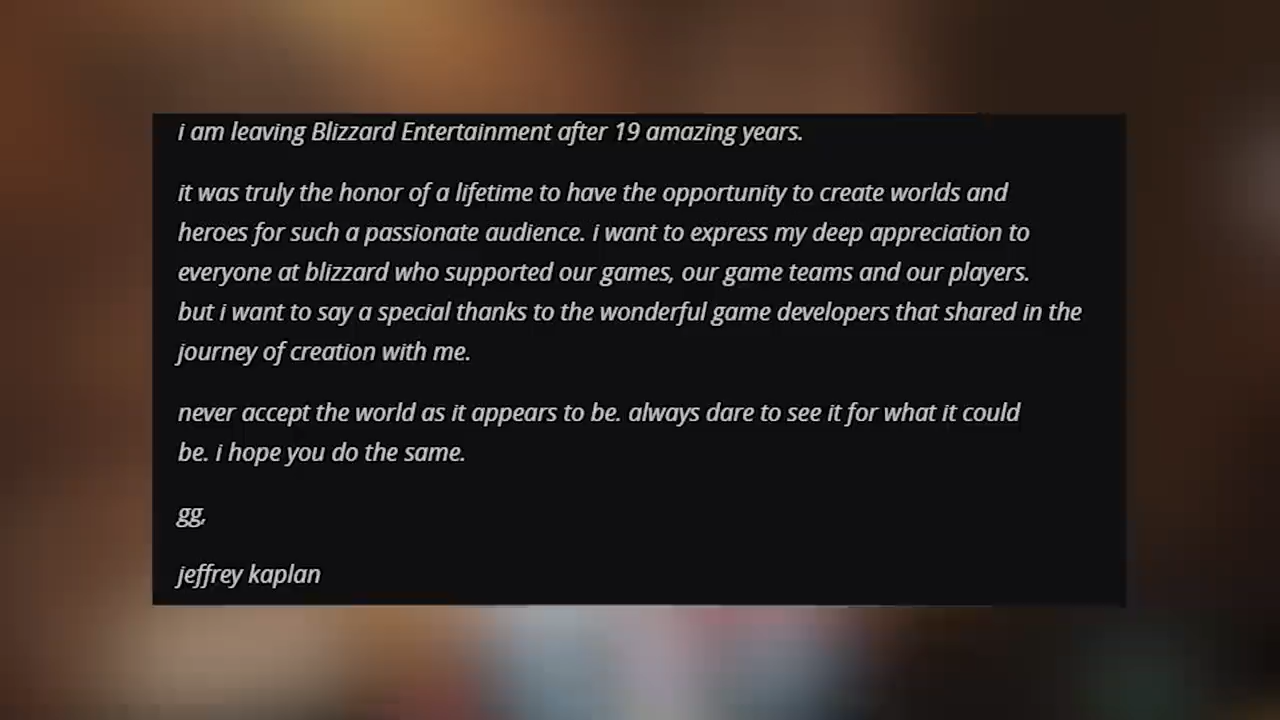 i am leaving Blizzard Entertainment after 19 amazing years.
it was truly the honor of a lifetime to have the opportunity to create worlds and
heroes for such a passionate audience. i want to express my deep appreciation to
everyone at blizzard who supported our games, our game teams and our players.
but i want to say a special thanks to the wonderful game developers that shared in the
journey of creation with me.
never accept the world as it appears to be. always dare to see it for what it could
be. i hope you do the same.
gg,
jeffrey kaplan